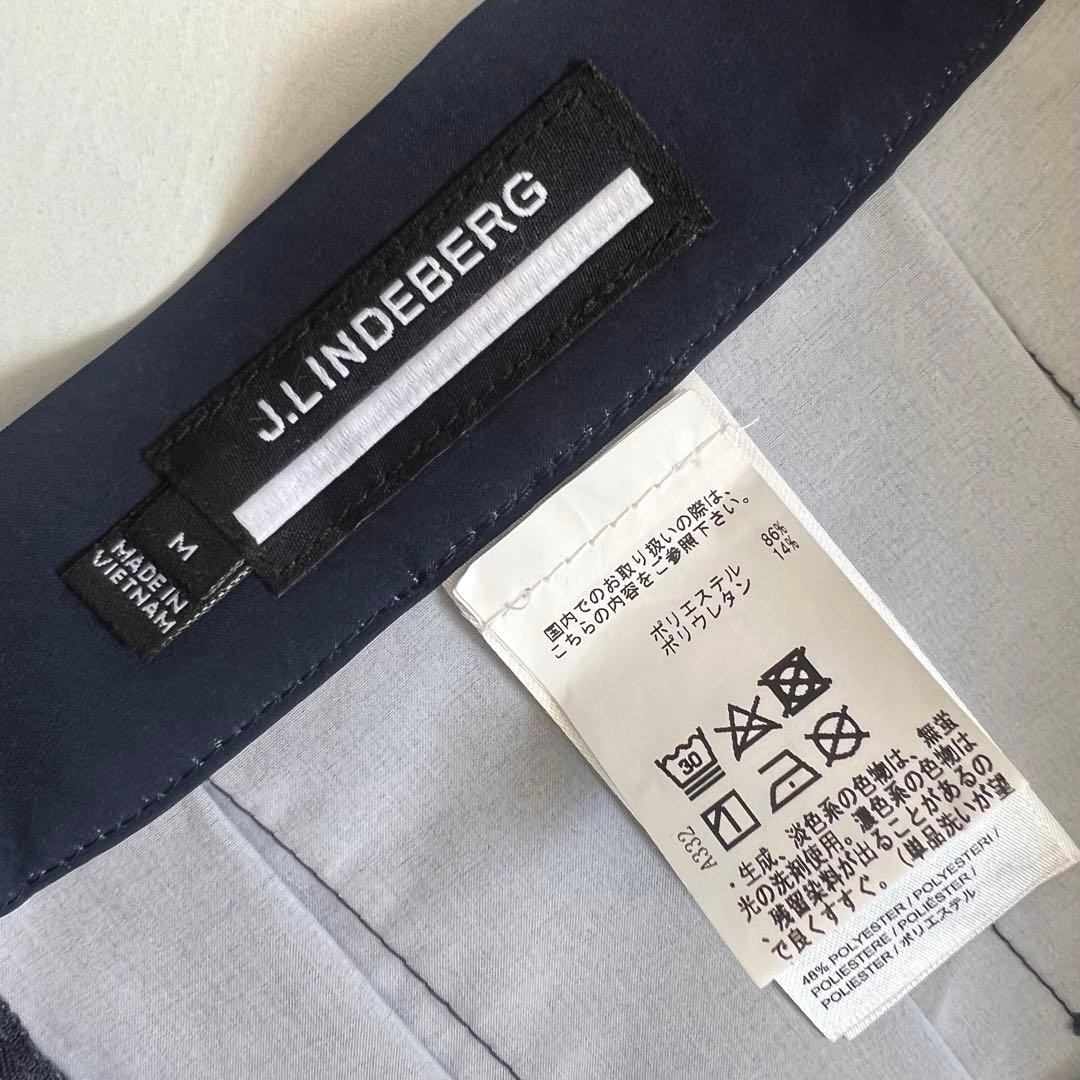 J.LINDEBERG
M
MADE IN
VIETNAM
国内でのお取り扱いの際は、
こちらの内容をご参照下さい。
ポリエステル 86%
ポリウレタン 14%
30
A332
・生成、淡色系の色物は、無蛍
光の洗剤使用。濃色系の色物は
残留染料が出ることがあるの
で良くすすぐ。（単品洗いが望
48% POLYESTER / POLYESTER /
POLIESTERE / POLIÉSTER /
POLIESTER / ポリエステル